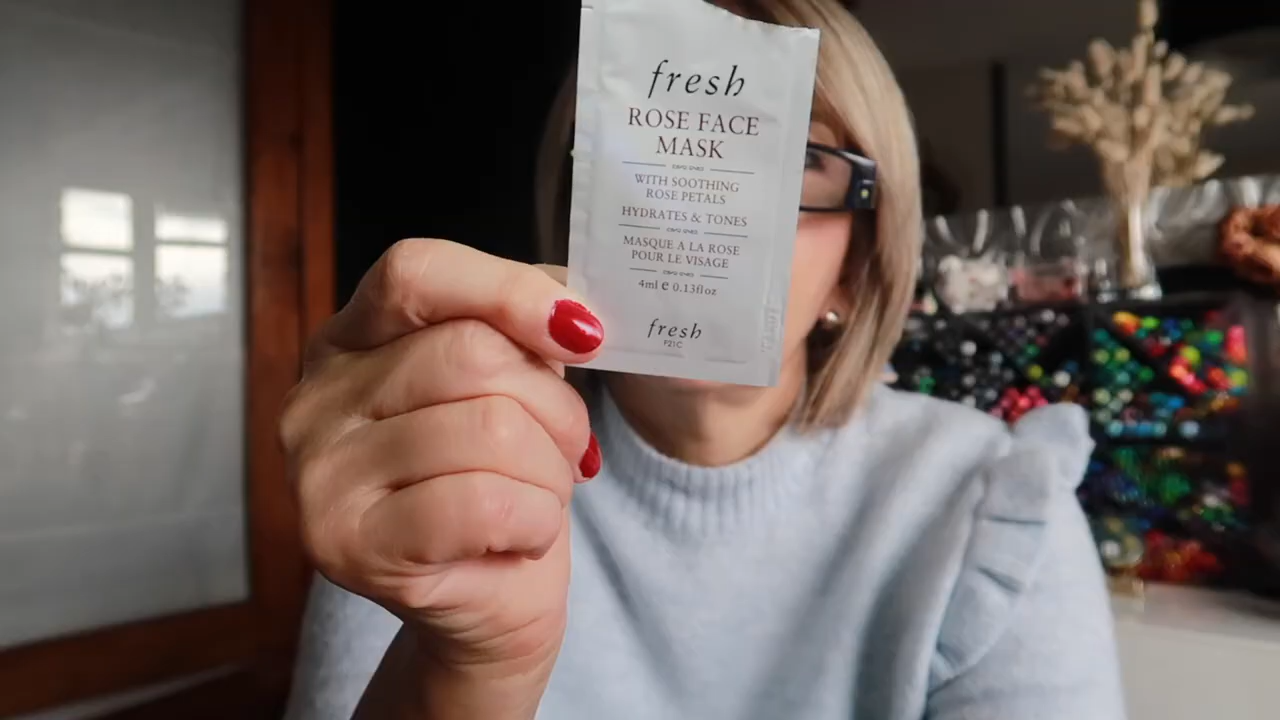 fresh
ROSE FACE
MASK
WITH SOOTHING
ROSE PETALS
HYDRATES & TONES
MASQUE A LA ROSE
POUR LE VISAGE
4ml e 0.13fl oz
fresh
P21C